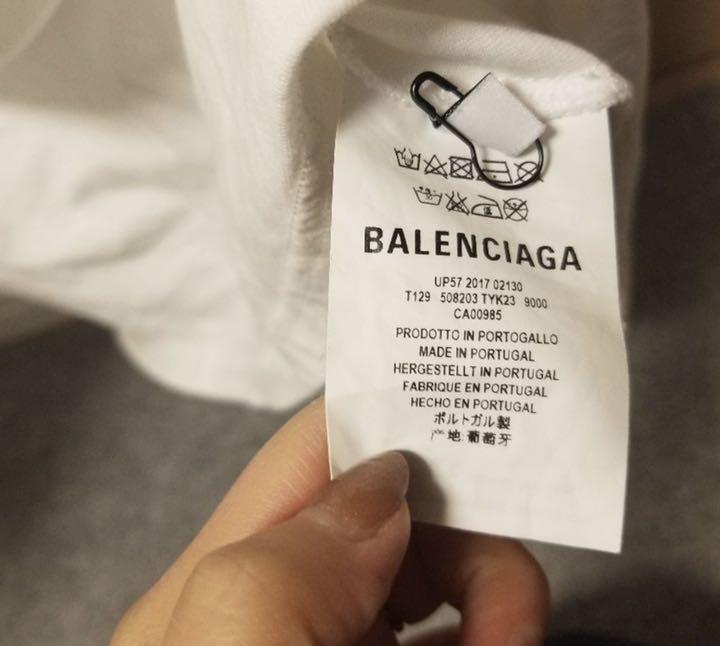 BALENCIAGA
UP57 2017 02130
T129 508203 TYK23 9000
CA00985
PRODOTTO IN PORTOGALLO
MADE IN PORTUGAL
HERGESTELLT IN PORTUGAL
FABRIQUE EN PORTUGAL
HECHO EN PORTUGAL
ポルトガル製
产地:葡萄牙